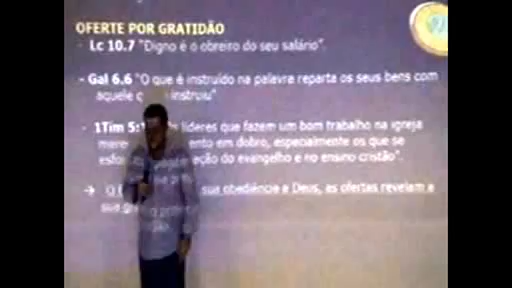 OFERTE POR GRATIDÃO
- Lc 10.7 "Digno é o obreiro do seu salário".
- Gal 6.6 "O que é instruído na palavra reparta os seus bens com
aquele instruiu"
- 1Tim 5: líderes que fazem um bom trabalho na igreja
em dobro, especialmente os que se
do evangelho e no ensino cristão".
→ O sua obediência e Deus, as ofertas revelam a
sua